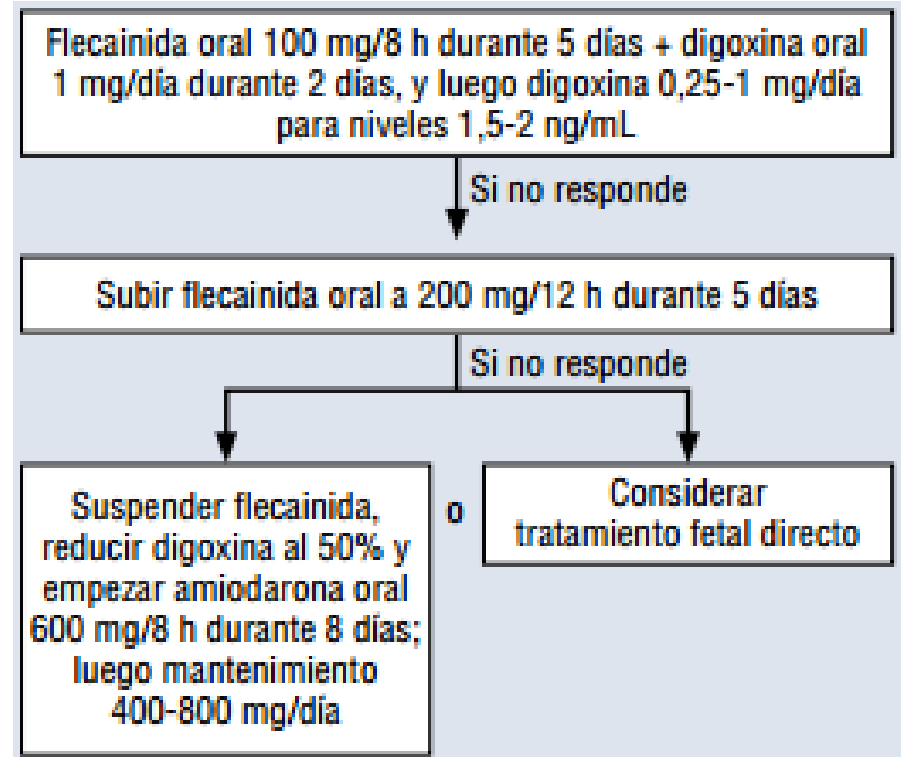 Flecainida oral 100 mg/8 h durante 5 días + digoxina oral
1 mg/día durante 2 días, y luego digoxina 0,25-1 mg/día
para niveles 1,5-2 ng/mL
Si no responde
Subir flecainida oral a 200 mg/12 h durante 5 días
Si no responde
Suspender flecainida,
reducir digoxina al 50% y
empezar amiodarona oral
600 mg/8 h durante 8 días;
luego mantenimiento
400-800 mg/día
o
Considerar
tratamiento fetal directo